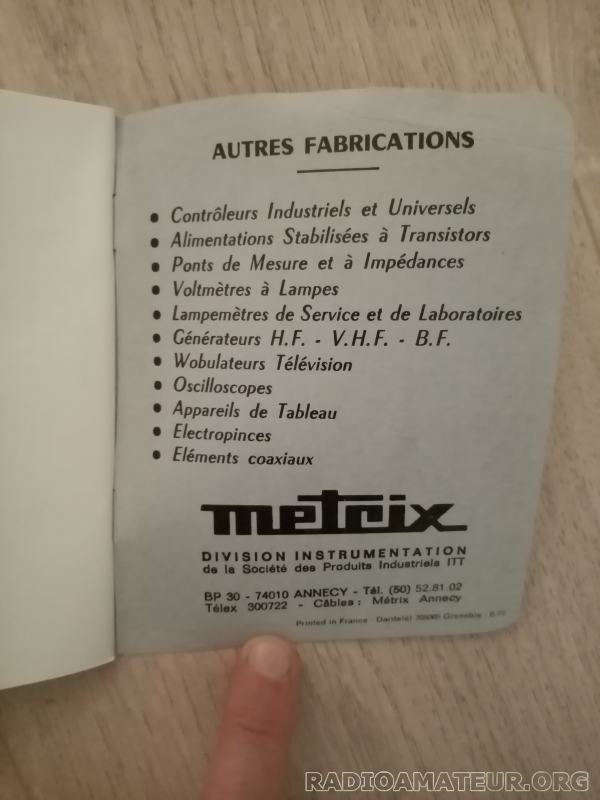 AUTRES FABRICATIONS
• Contrôleurs Industriels et Universels
• Alimentations Stabilisées à Transistors
• Ponts de Mesure et à Impédances
• Voltmètres à Lampes
• Lampemètres de Service et de Laboratoires
• Générateurs H.F. - V.H.F. - B.F.
• Wobulateurs Télévision
• Oscilloscopes
• Appareils de Tableau
• Electropinces
• Eléments coaxiaux
metrix
DIVISION INSTRUMENTATION
de la Société des Produits Industriels ITT
BP 30 - 74010 ANNECY - Tél. (50) 52.81.02
Télex 300722 - Câbles : Métrix Annecy
Printed in France - Dardelet Grenoble
RADIOAMATEUR.ORG